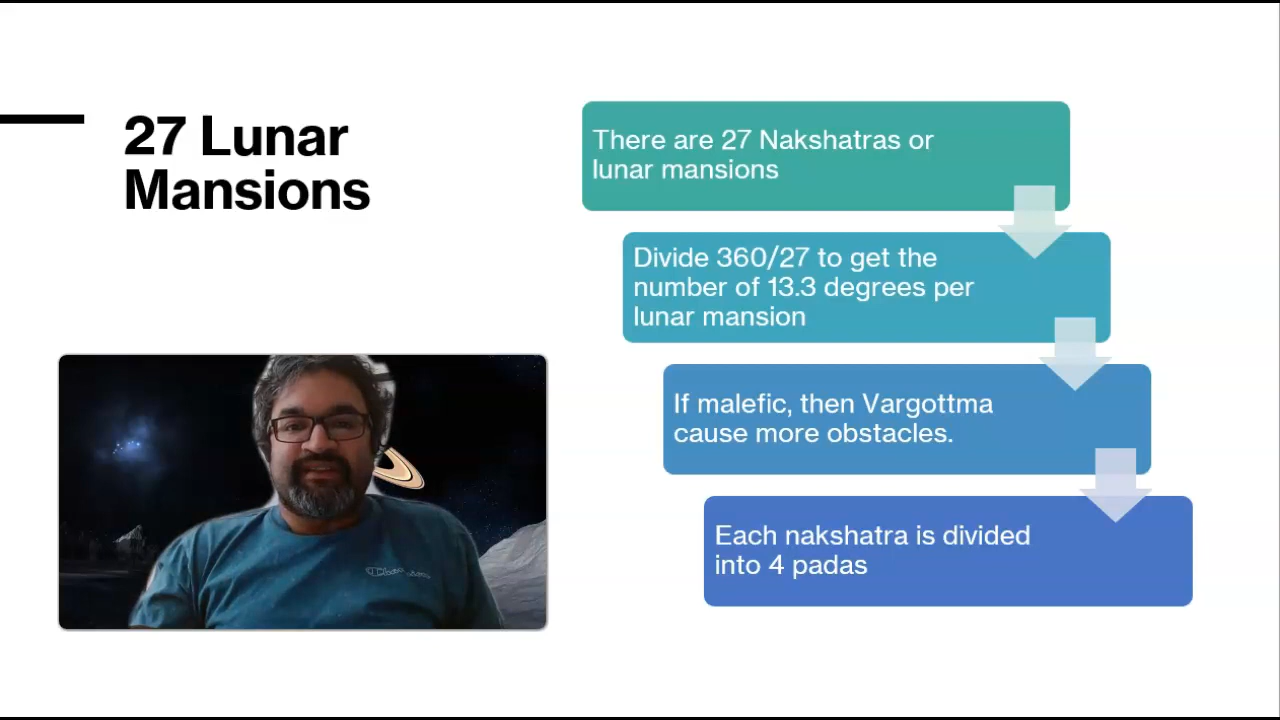 27 Lunar
Mansions
There are 27 Nakshatras or
lunar mansions
Divide 360/27 to get the
number of 13.3 degrees per
lunar mansion
If malefic, then Vargottma
cause more obstacles.
Each nakshatra is divided
into 4 padas